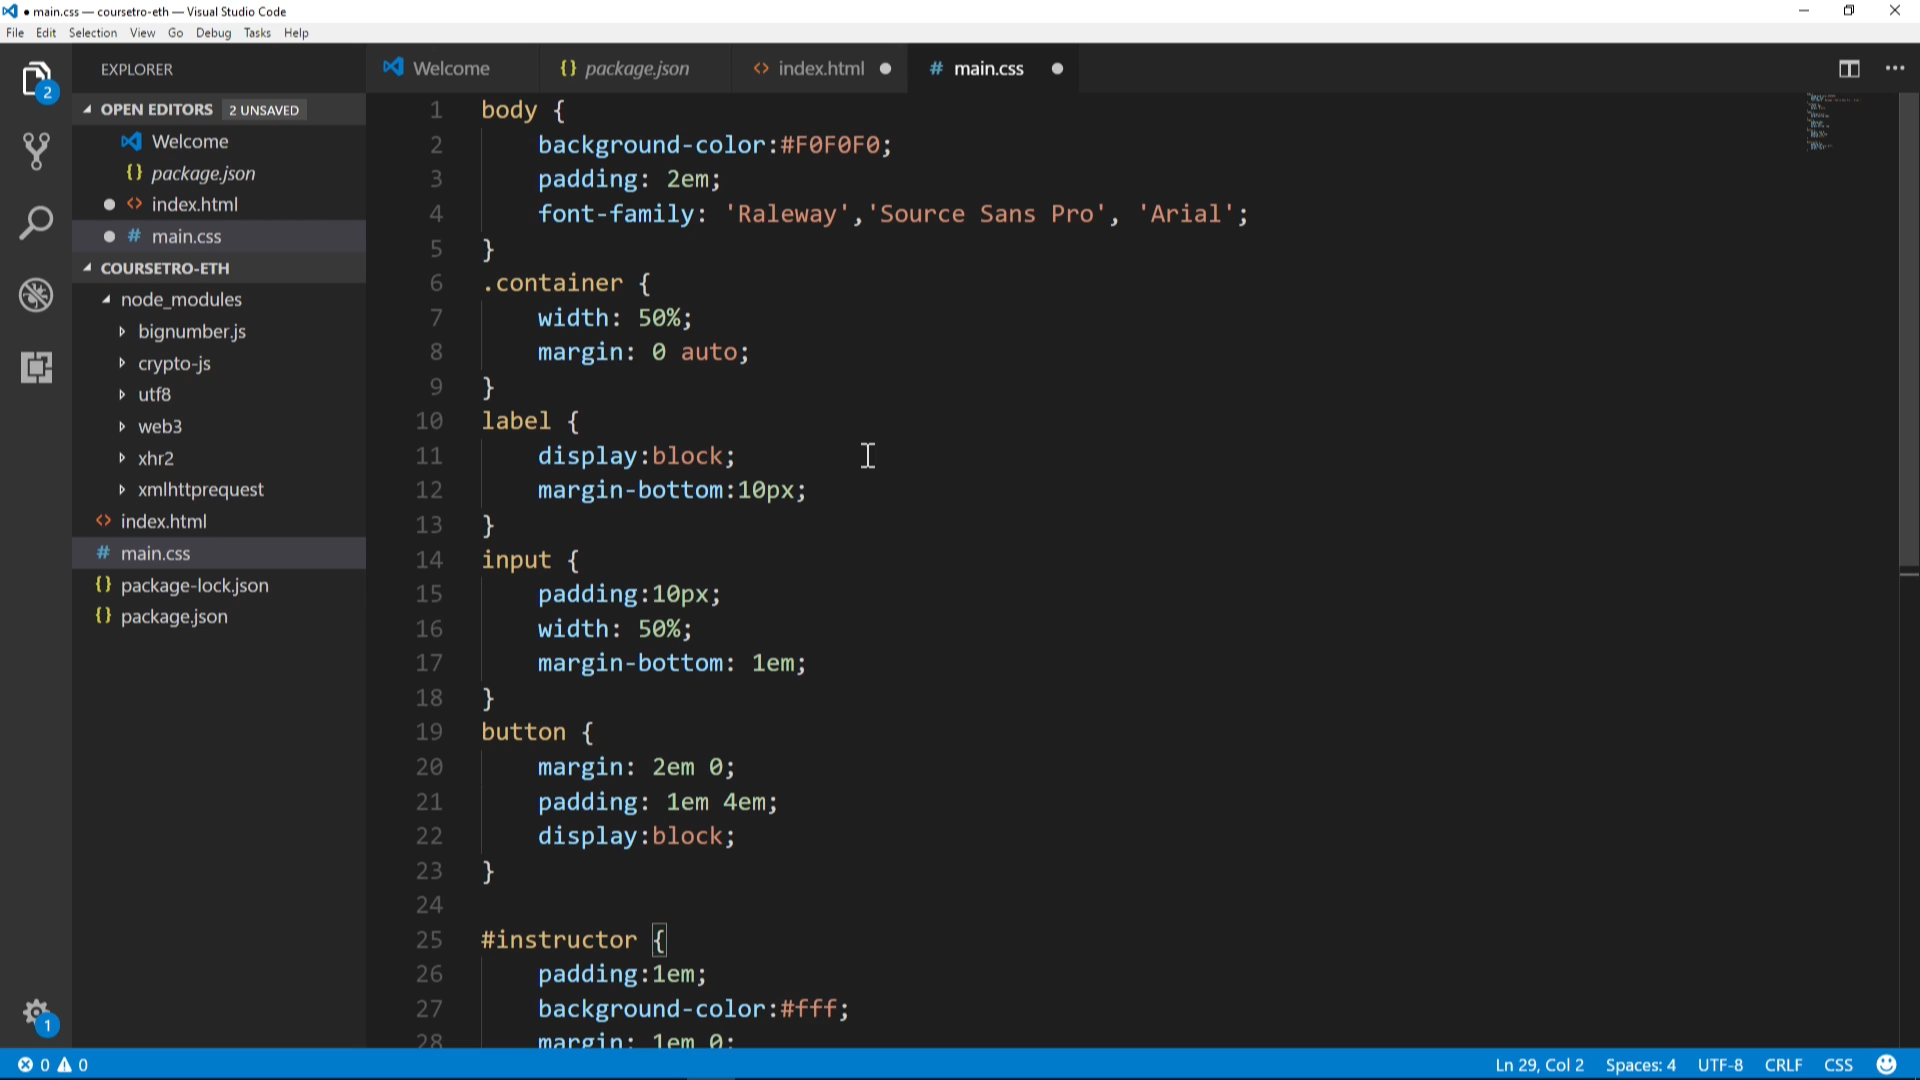 ● main.css — coursetro-eth — Visual Studio Code
File Edit Selection View Go Debug Tasks Help
EXPLORER
Welcome
{} package.json
<> index.html ●
# main.css ●
OPEN EDITORS 2 UNSAVED
Welcome
{} package.json
● <> index.html
● # main.css
COURSETRO-ETH
node_modules
bignumber.js
crypto-js
utf8
web3
xhr2
xmlhttprequest
<> index.html
# main.css
{} package-lock.json
{} package.json
2
1
1 body {
2 background-color:#F0F0F0;
3 padding: 2em;
4 font-family: 'Raleway','Source Sans Pro', 'Arial';
5 }
6 .container {
7 width: 50%;
8 margin: 0 auto;
9 }
10 label {
11 display:block;
12 margin-bottom:10px;
13 }
14 input {
15 padding:10px;
16 width: 50%;
17 margin-bottom: 1em;
18 }
19 button {
20 margin: 2em 0;
21 padding: 1em 4em;
22 display:block;
23 }
24
25 #instructor {
26 padding:1em;
27 background-color:#fff;
28 margin: 1em 0;
0 0
Ln 29, Col 2 Spaces: 4 UTF-8 CRLF CSS